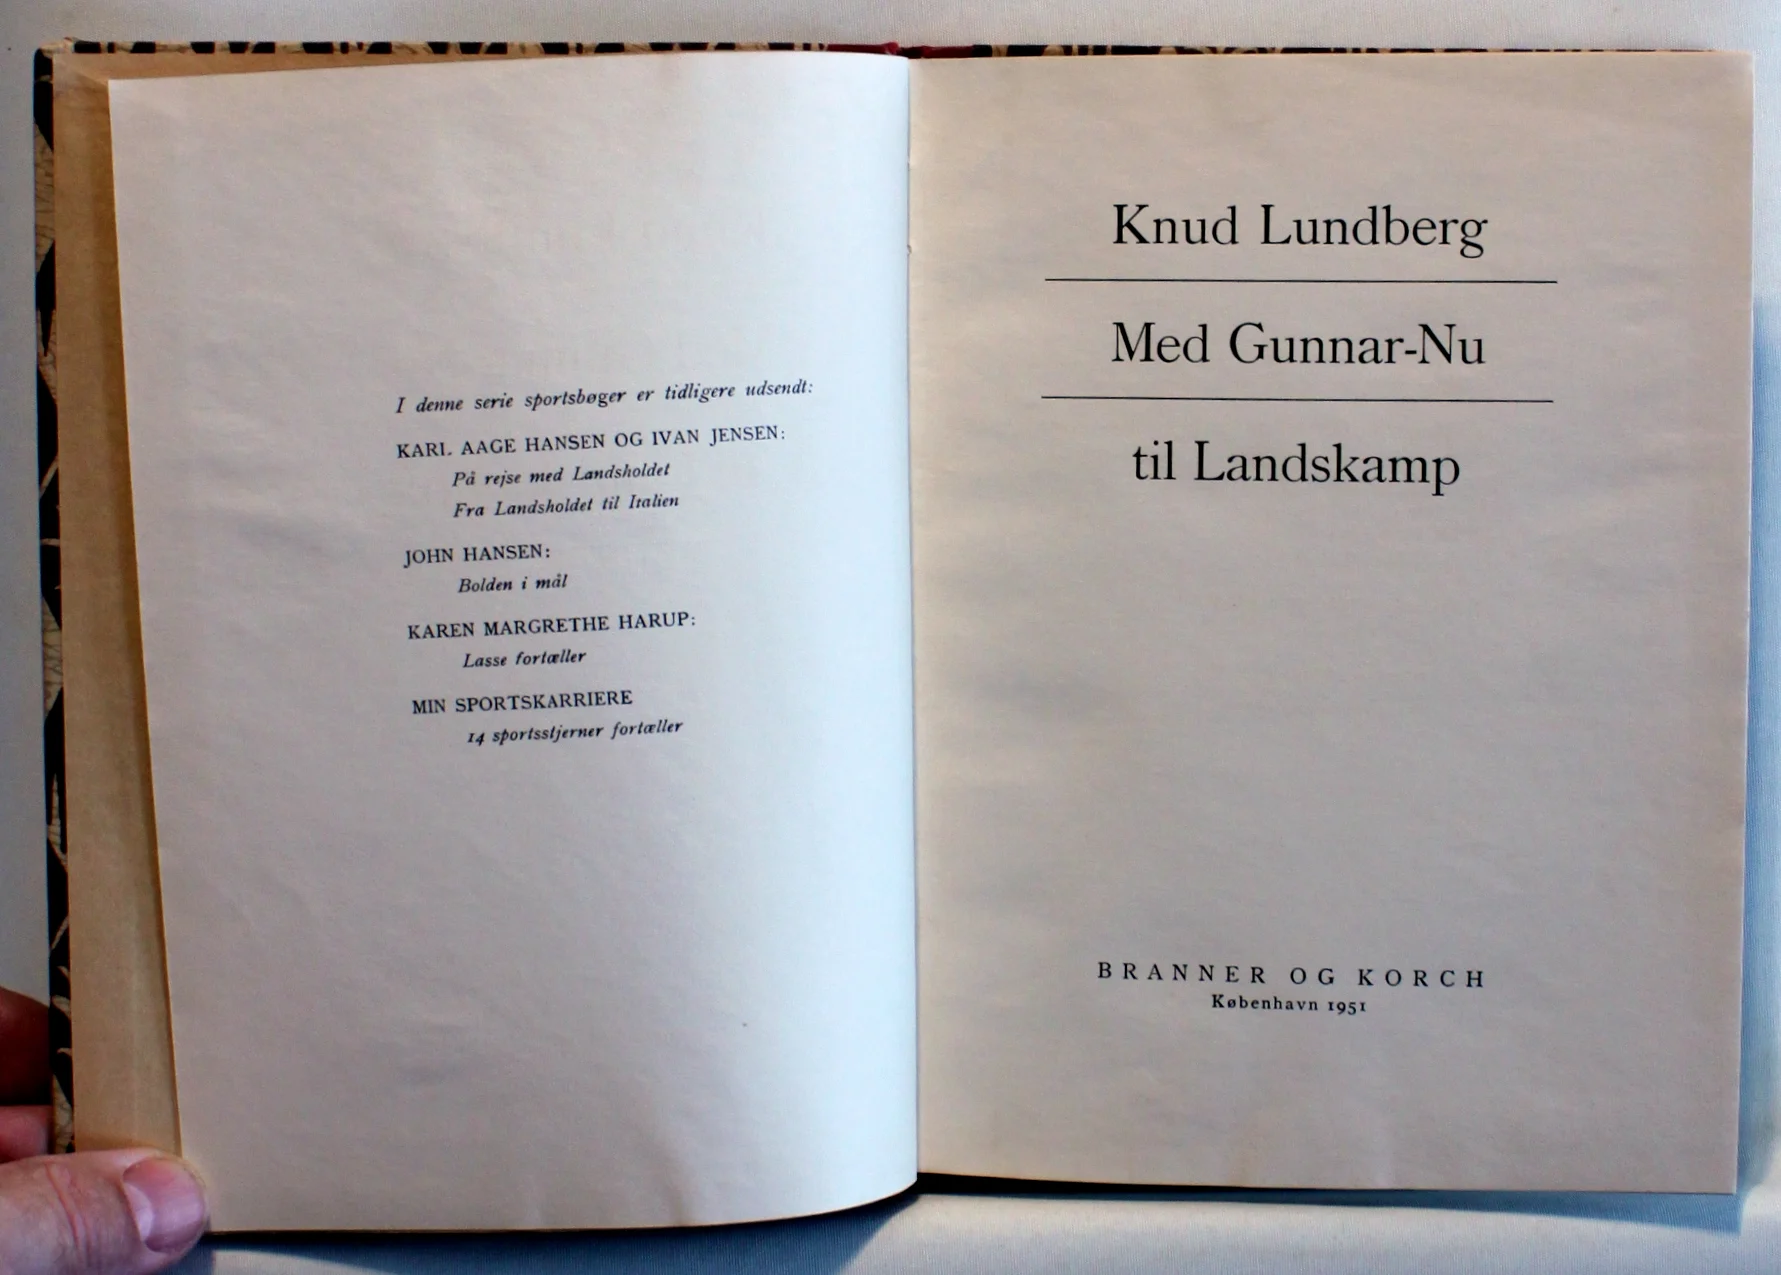 I denne serie sportsbøger er tidligere udsendt:
KARL AAGE HANSEN OG IVAN JENSEN:
På rejse med Landsholdet
Fra Landsholdet til Italien
JOHN HANSEN:
Bolden i mål
KAREN MARGRETHE HARUP:
Lasse fortæller
MIN SPORTSKARRIERE
14 sportsstjerner fortæller
Knud Lundberg
Med Gunnar-Nu
til Landskamp
BRANNER OG KORCH
København 1951